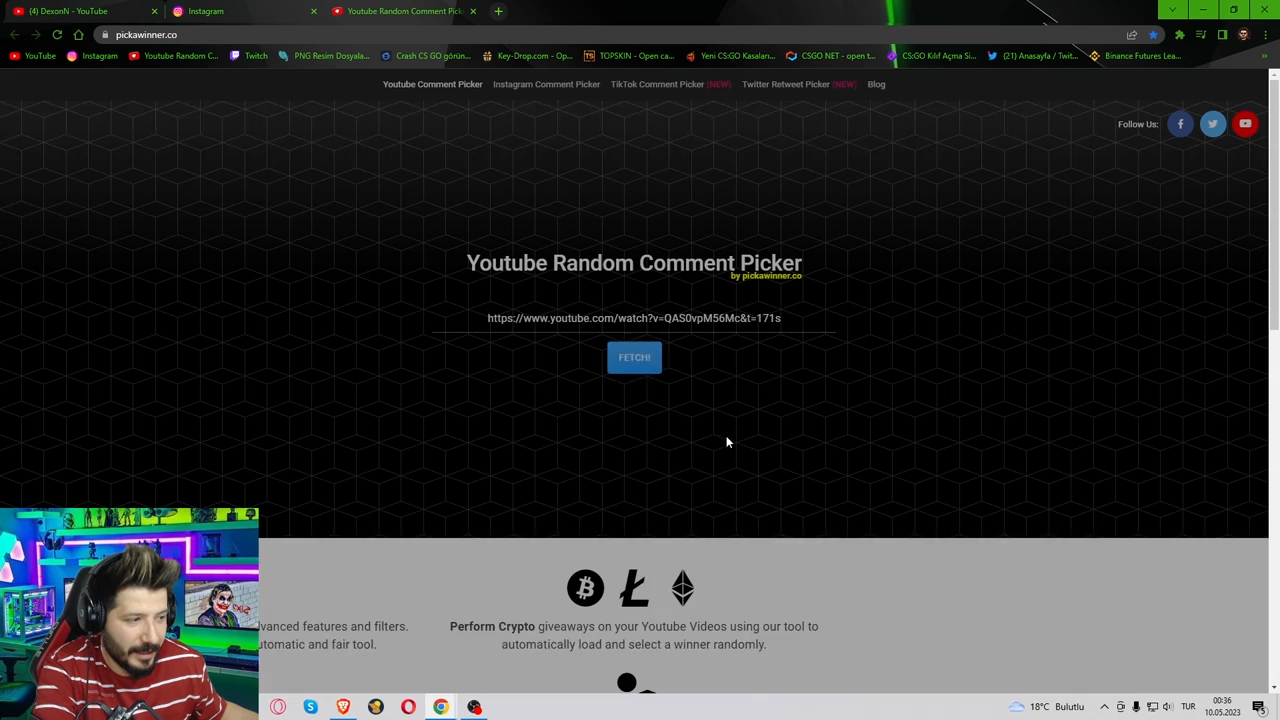 (4) DexonN - YouTube
Instagram
Youtube Random Comment Pick
pickawinner.co
YouTube
Instagram
Youtube Random C...
Twitch
PNG Resim Dosyala...
Crash CS GO görün...
Key-Drop.com - Op...
TOPSKIN - Open ca...
Yeni CS:GO Kasaları...
CSGO NET - open t...
CS:GO Kılıf Açma Si...
(21) Anasayfa / Twit...
Binance Futures Lea...
»
Youtube Comment Picker
Instagram Comment Picker
TikTok Comment Picker (NEW)
Twitter Retweet Picker (NEW)
Blog
Follow Us:
Youtube Random Comment Picker
by pickawinner.co
https://www.youtube.com/watch?v=QAS0vpM56Mc&t=171s
FETCH!
vanced features and filters.
utomatic and fair tool.
Perform Crypto giveaways on your Youtube Videos using our tool to
automatically load and select a winner randomly.
18°C Bulutlu
TUR
00:36
10.05.2023
5